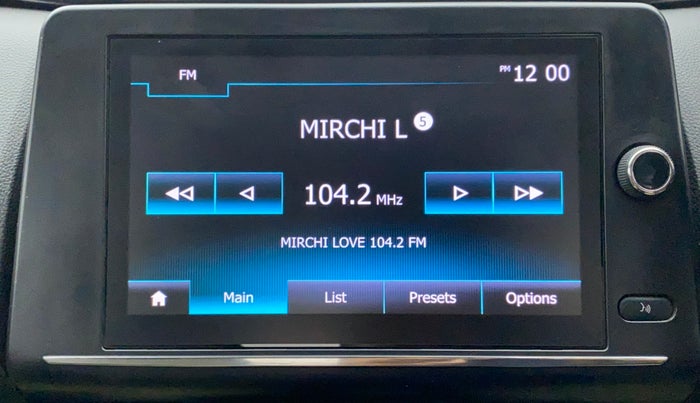 FM
PM 12 00
MIRCHI L 5
104.2 MHz
MIRCHI LOVE 104.2 FM
Main List Presets Options